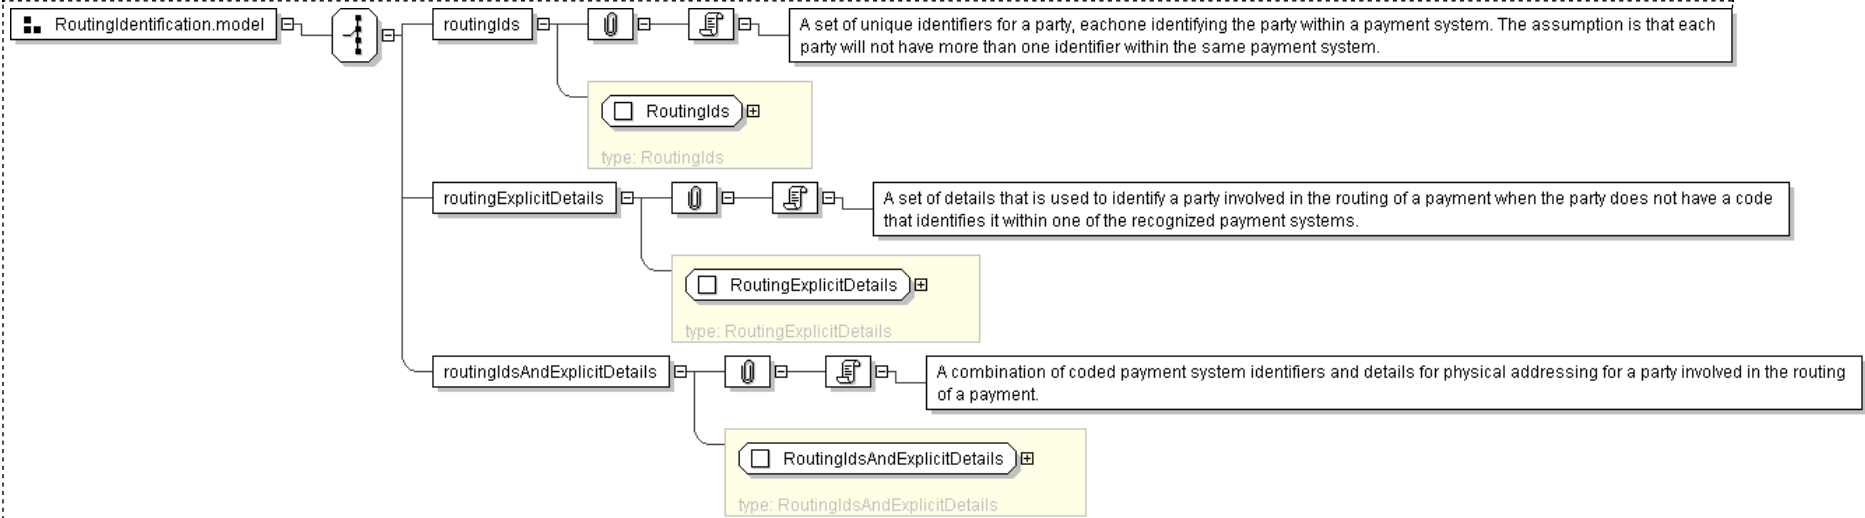 RoutingIdentification.model
routingIds
A set of unique identifiers for a party, eachone identifying the party within a payment system. The assumption is that each
party will not have more than one identifier within the same payment system.
RoutingIds
type: RoutingIds
routingExplicitDetails
A set of details that is used to identify a party involved in the routing of a payment when the party does not have a code
that identifies it within one of the recognized payment systems.
RoutingExplicitDetails
type: RoutingExplicitDetails
routingIdsAndExplicitDetails
A combination of coded payment system identifiers and details for physical addressing for a party involved in the routing
of a payment.
RoutingIdsAndExplicitDetails
type: RoutingIdsAndExplicitDetails